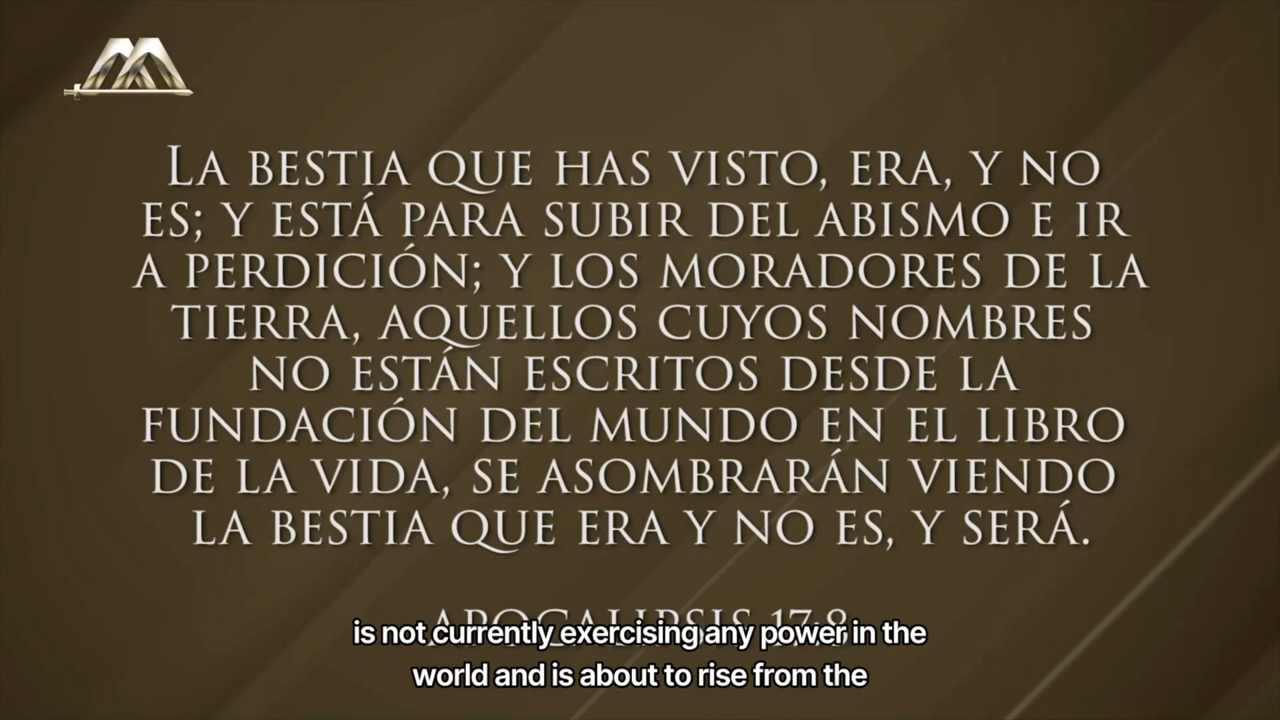 La bestia que has visto, era, y no
es; y está para subir del abismo e ir
a perdición; y los moradores de la
tierra, aquellos cuyos nombres
no están escritos desde la
fundación del mundo en el libro
de la vida, se asombrarán viendo
la bestia que era y no es, y será.
Apocalipsis 17:8
is not currently exercising any power in the
world and is about to rise from the